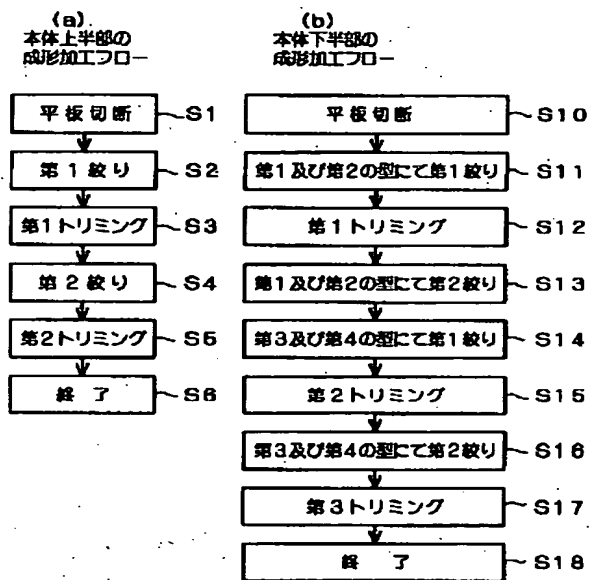 (a)
本体上半部の
成形加工フロー
平板切断 S1
第1絞り S2
第1トリミング S3
第2絞り S4
第2トリミング S5
終了 S6
(b)
本体下半部の
成形加工フロー
平板切断 S10
第1及び第2の型にて第1絞り S11
第1トリミング S12
第1及び第2の型にて第2絞り S13
第3及び第4の型にて第1絞り S14
第2トリミング S15
第3及び第4の型にて第2絞り S16
第3トリミング S17
終了 S18